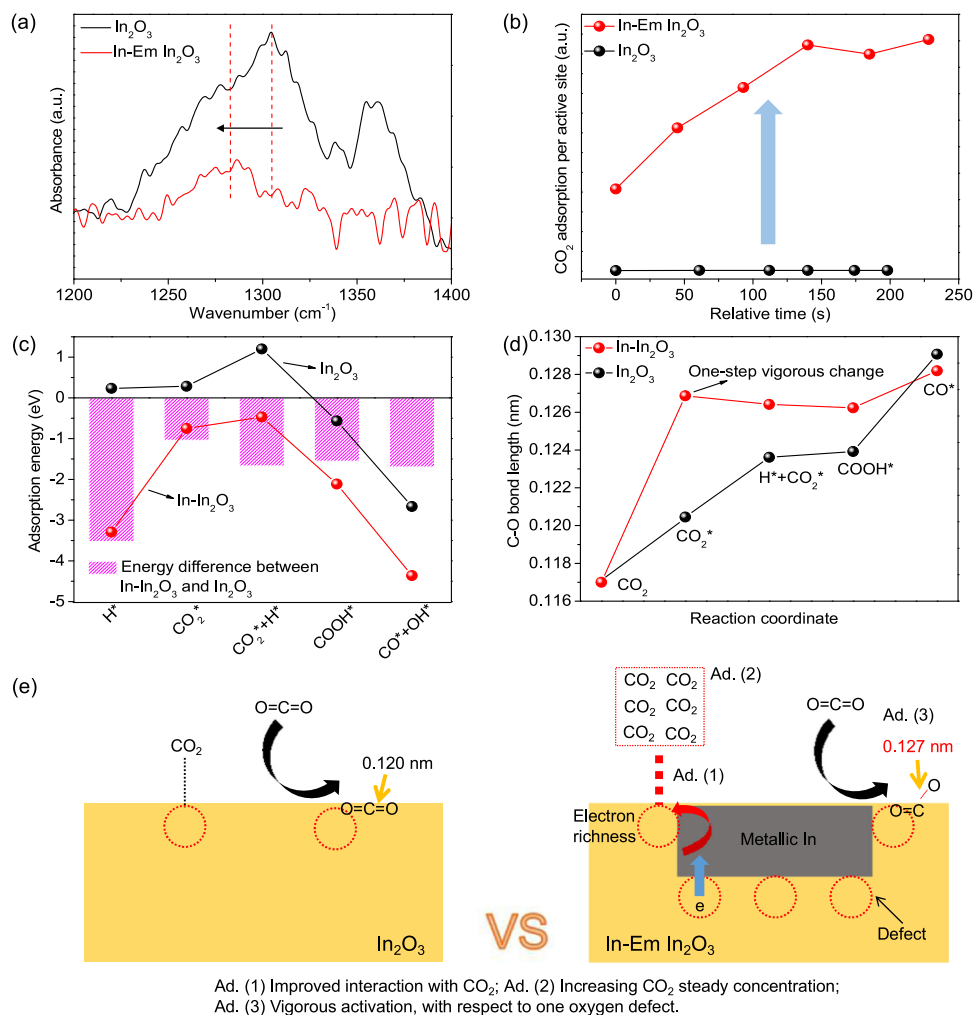 (a)
In₂O₃
In-Em In₂O₃
Absorbance (a.u.)
1200 1250 1300 1350 1400
Wavenumber (cm⁻¹)
(b)
In-Em In₂O₃
In₂O₃
CO₂ adsorption per active site (a.u.)
0 50 100 150 200 250
Relative time (s)
(c)
1
0
-1
-2
-3
-4
-5
Adsorption energy (eV)
In₂O₃
In-In₂O₃
Energy difference between
In-In₂O₃ and In₂O₃
H* CO₂* CO₂*+H* COOH* CO*+OH*
(d)
0.130
0.128
0.126
0.124
0.122
0.120
0.118
0.116
C-O bond length (nm)
In-In₂O₃
In₂O₃
One-step vigorous change
CO*
H*+CO₂*
COOH*
CO₂*
CO₂
Reaction coordinate
(e)
O=C=O
CO₂
0.120 nm
O=C=O
In₂O₃
VS
CO₂ CO₂
CO₂ CO₂
CO₂ CO₂
Ad. (2)
O=C=O
Ad. (3)
0.127 nm
Ad. (1)
O
O=C
Electron
richness
Metallic In
e
Defect
In-Em In₂O₃
Ad. (1) Improved interaction with CO₂; Ad. (2) Increasing CO₂ steady concentration;
Ad. (3) Vigorous activation, with respect to one oxygen defect.